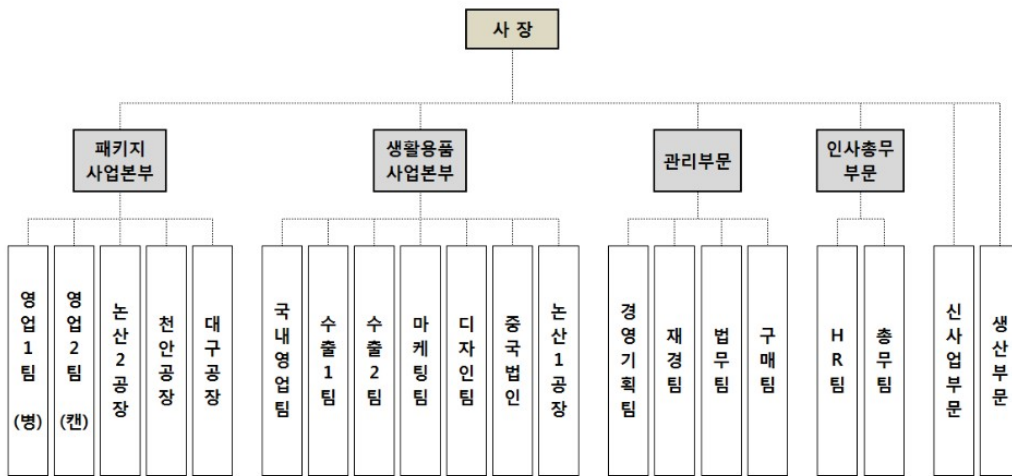 사 장
패키지
사업본부
생활용품
사업본부
관리부문
인사총무
부문
영업1팀
(병)
영업2팀
(캔)
논산2공장
천안공장
대구공장
국내영업팀
수출1팀
수출2팀
마케팅팀
디자인팀
중국법인
논산1공장
경영기획팀
재경팀
법무팀
구매팀
HR팀
총무팀
신사업부문
생산부문